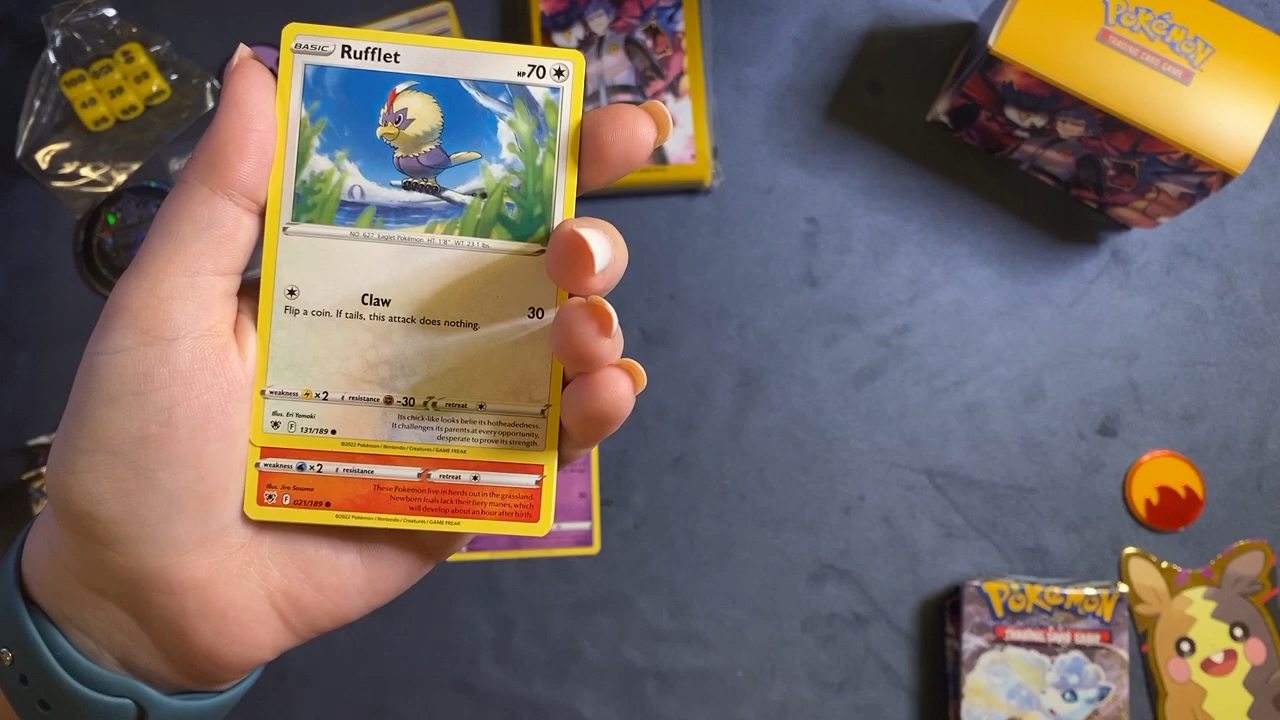 BASIC Rufflet HP 70
NO. 627 Eaglet Pokémon HT: 1'8" WT: 23.1 lbs.
Claw 30
Flip a coin. If tails, this attack does nothing.
weakness ×2 resistance -30 retreat
Illus. Eri Yamaki
F 131/189
Its chick-like looks belie its hotheadedness.
It challenges its parents at every opportunity,
desperate to prove its strength.
©2022 Pokémon / Nintendo / Creatures / GAME FREAK
weakness ×2 resistance retreat
Illus. Jiro Sasumo
F 021/189
These Pokémon live in herds out in the grassland.
Newborn foals lack their fiery manes, which
will develop about an hour after birth.
©2022 Pokémon / Nintendo / Creatures / GAME FREAK
POKÉMON
TRADING CARD GAME
POKÉMON
TRADING CARD GAME